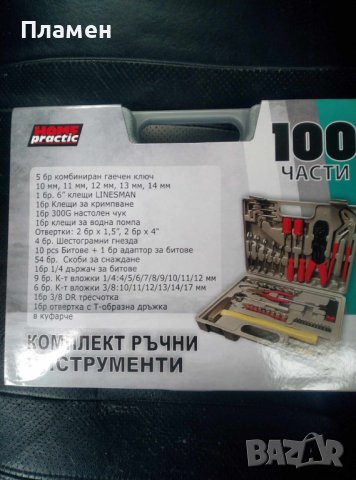 Пламен
HOME
practic
100
ЧАСТИ
5 бр комбиниран гаечен ключ
10 мм, 11 мм, 12 мм, 13 мм, 14 мм
1 бр. 6" клещи LINESMAN
1бр Клещи за кримпване
1бр 300G настолен чук
1бр клещи за водна помпа
Отвертки: 2 бр х 1,5", 2 бр х 4"
4 бр. Шестограмни гнезда
10 рcs Битове + 1 бр адаптор за битове
54 бр. Скоби за снаждане
1бр 1/4 държач за битове
9 бр. К-т вложки 1/4:4/5/6/7/8/9/10/11/12 мм
6 бр. К-т вложки 3/8:10/11/12/13/14/17 мм
1бр 3/8 DR тресчотка
1бр отвертка с Т-образна дръжка
в куфарче
КОМПЛЕКТ РЪЧНИ
ИНСТРУМЕНТИ
BAZAR